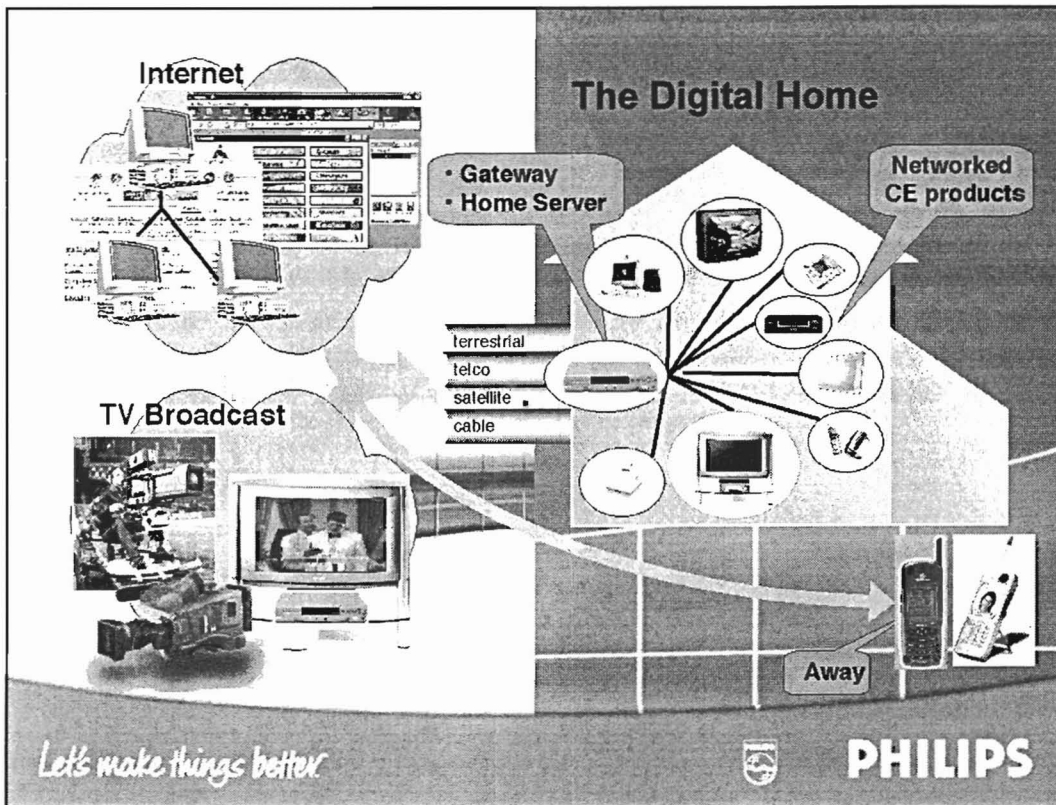 Internet
The Digital Home
• Gateway
• Home Server
Networked
CE products
terrestrial
telco
satellite
cable
TV Broadcast
Away
Let's make things better.
PHILIPS
PHILIPS